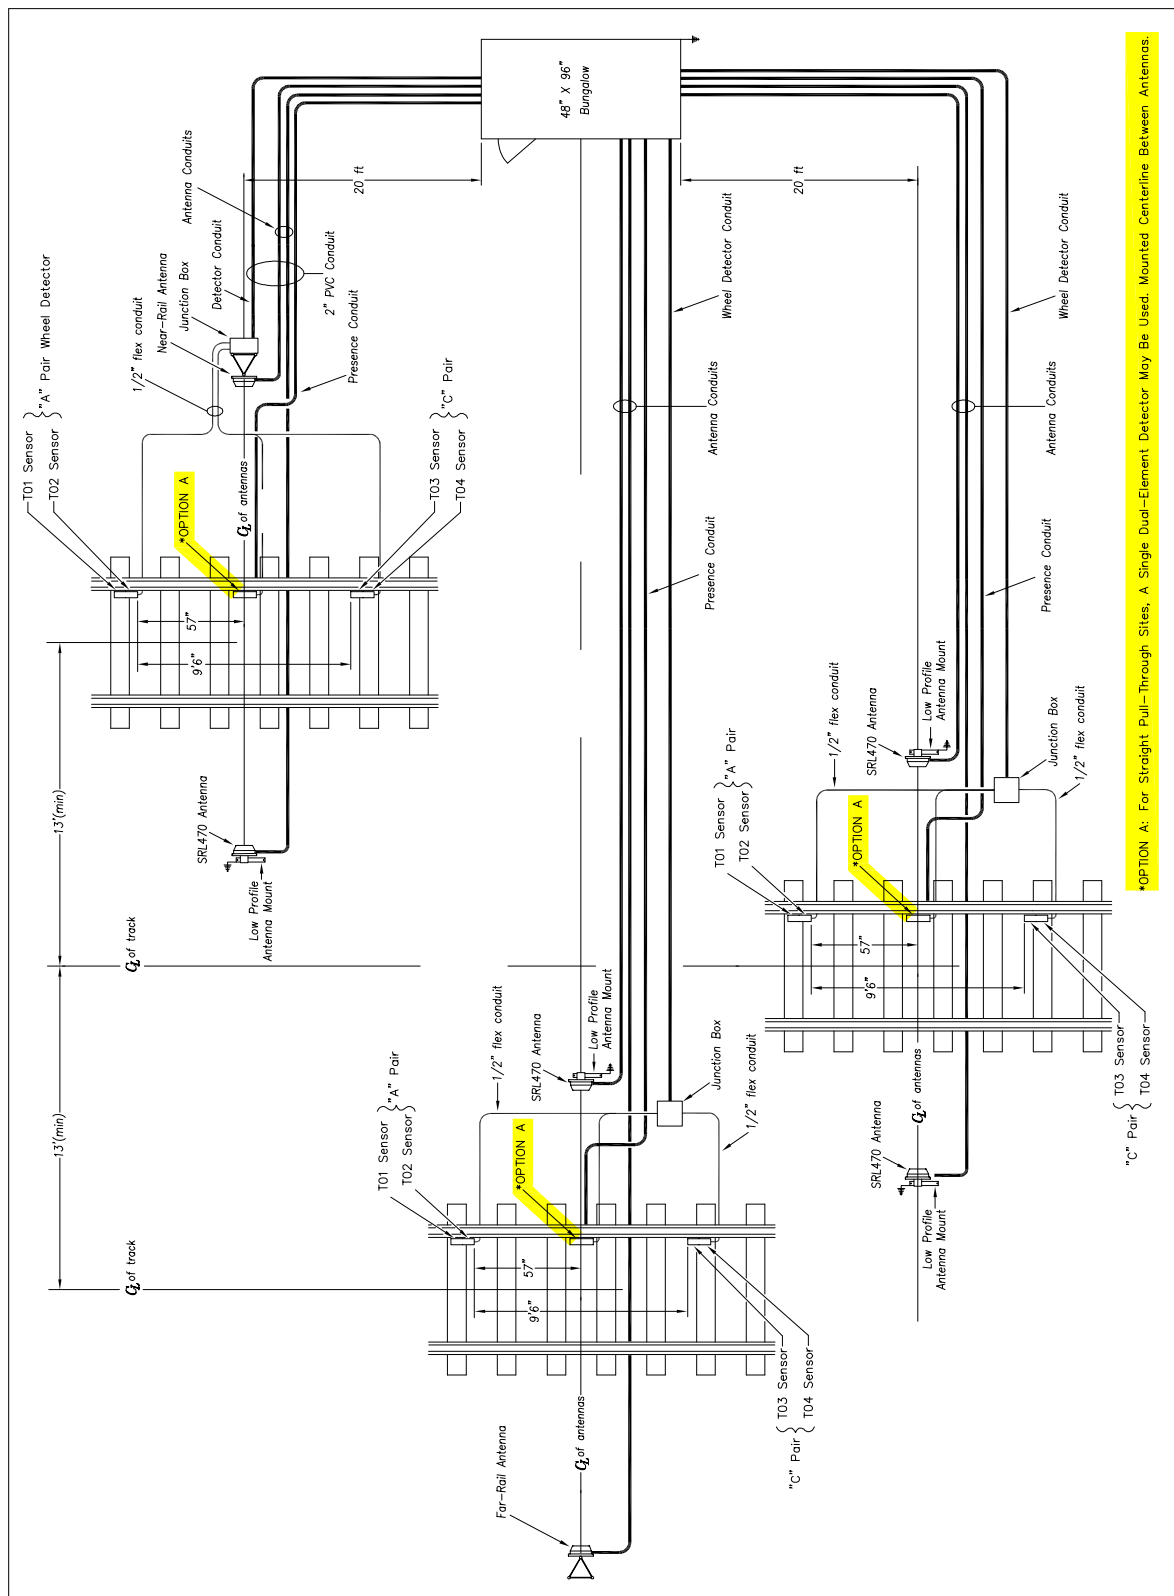 48" X 96"
Bungalow
20 ft
20 ft
Antenna Conduits
Detector Conduit
2" PVC Conduit
Junction Box
Near-Rail Antenna
1/2" flex conduit
Presence Conduit
T01 Sensor
T02 Sensor
"A" Pair Wheel Detector
T03 Sensor
T04 Sensor
"C" Pair
*OPTION A
CL of antennas
57"
9'6"
13'(min)
SRL470 Antenna
Low Profile
Antenna Mount
CL of track
13'(min)
CL of track
Wheel Detector Conduit
Antenna Conduits
Presence Conduit
Low Profile
Antenna Mount
SRL470 Antenna
1/2" flex conduit
Junction Box
1/2" flex conduit
T01 Sensor
T02 Sensor
"A" Pair
*OPTION A
57"
9'6"
T03 Sensor
T04 Sensor
"C" Pair
CL of antennas
Far-Rail Antenna
Wheel Detector Conduit
Antenna Conduits
Presence Conduit
Low Profile
Antenna Mount
SRL470 Antenna
1/2" flex conduit
Junction Box
1/2" flex conduit
T01 Sensor
T02 Sensor
"A" Pair
*OPTION A
57"
9'6"
T03 Sensor
T04 Sensor
"C" Pair
CL of antennas
SRL470 Antenna
Low Profile
Antenna Mount
*OPTION A: For Straight Pull-Through Sites, A Single Dual-Element Detector May Be Used. Mounted Centerline Between Antennas.